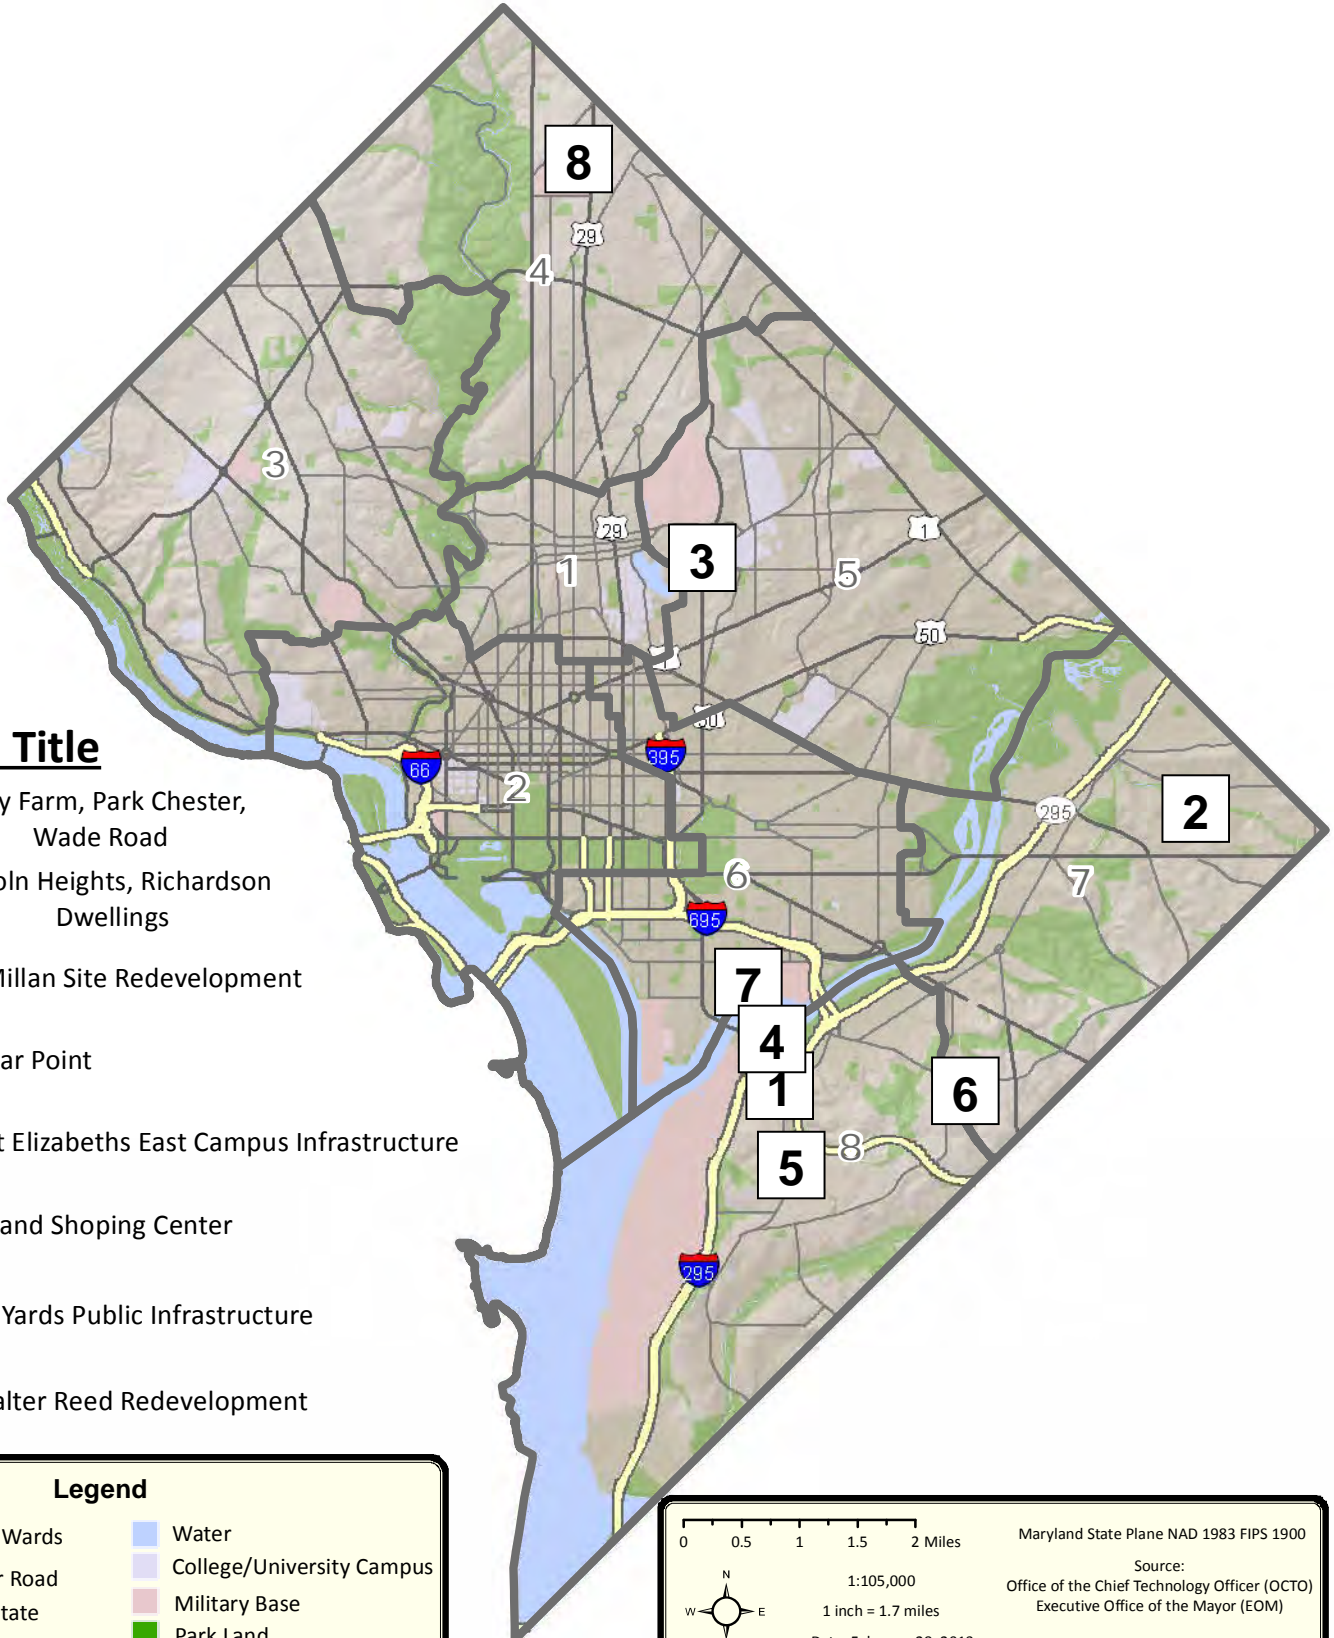 8
29
4
3
29
1
3
5
1
50
1
50
395
Title
66
2
295
2
y Farm, Park Chester,
Wade Road
oln Heights, Richardson
Dwellings
6
7
695
Millan Site Redevelopment
7
4
ar Point
1
6
t Elizabeths East Campus Infrastructure
8
5
and Shoping Center
295
Yards Public Infrastructure
alter Reed Redevelopment
Legend
Wards
Water
r Road
College/University Campus
tate
Military Base
Park Land
0 0.5 1 1.5 2 Miles
Maryland State Plane NAD 1983 FIPS 1900
N
W E
1:105,000
1 inch = 1.7 miles
Source:
Office of the Chief Technology Officer (OCTO)
Executive Office of the Mayor (EOM)